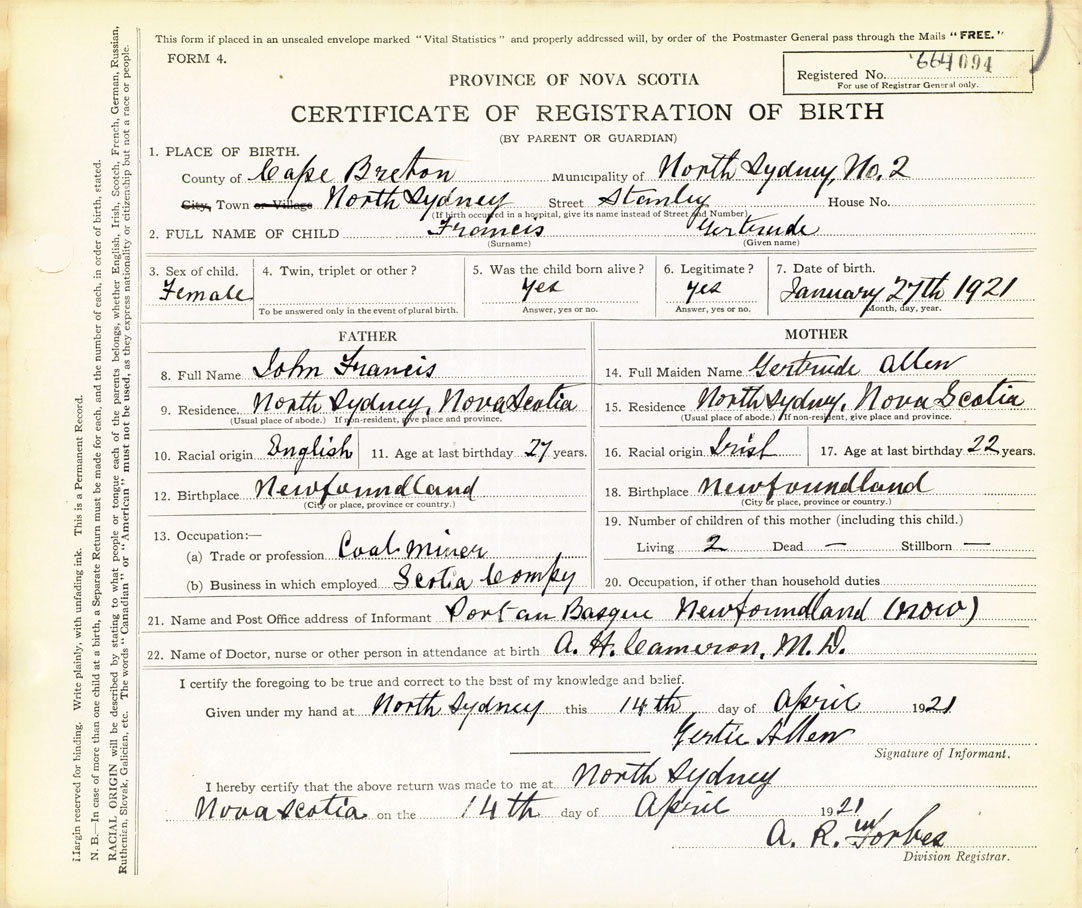 This form if placed in an unsealed envelope marked "Vital Statistics" and properly addressed will, by order of the Postmaster General pass through the Mails "FREE."
FORM 4.
Registered No. 664094
For use of Registrar General only.
PROVINCE OF NOVA SCOTIA
CERTIFICATE OF REGISTRATION OF BIRTH
(BY PARENT OR GUARDIAN)
1. PLACE OF BIRTH.
County of Cape Breton Municipality of North Sydney, No. 2
City, Town or Village North Sydney Street Stanley House No.
(If birth occurred in a hospital, give its name instead of Street and Number)
2. FULL NAME OF CHILD Francis Gertrude
(Surname) (Given name)
3. Sex of child. 4. Twin, triplet or other? 5. Was the child born alive? 6. Legitimate? 7. Date of birth.
Female Yes yes January 27th 1921
To be answered only in the event of plural birth. Answer, yes or no. Answer, yes or no. Month, day, year.
FATHER
8. Full Name John Francis
9. Residence. North Sydney, Nova Scotia
(Usual place of abode.) If non-resident, give place and province.
10. Racial origin English 11. Age at last birthday 27 years.
12. Birthplace Newfoundland
(City or place, province or country.)
13. Occupation:—
(a) Trade or profession Coal miner
(b) Business in which employed Scotia Compy
MOTHER
14. Full Maiden Name Gertrude Allen
15. Residence North Sydney, Nova Scotia
(Usual place of abode.) If non-resident, give place and province.
16. Racial origin Irish 17. Age at last birthday 22 years.
18. Birthplace Newfoundland
(City or place, province or country.)
19. Number of children of this mother (including this child.)
Living 2 Dead — Stillborn —
20. Occupation, if other than household duties
21. Name and Post Office address of Informant Port au Basque Newfoundland (now)
22. Name of Doctor, nurse or other person in attendance at birth A. H. Cameron, M.D.
I certify the foregoing to be true and correct to the best of my knowledge and belief.
Given under my hand at North Sydney this 14th day of April 1921
Gertie Allen
Signature of Informant.
I hereby certify that the above return was made to me at North Sydney
Nova Scotia on the 14th day of April 1921
A. R. Forbes
Division Registrar.
Margin reserved for binding. Write plainly, with unfading ink. This is a Permanent Record.
N. B.—In case of more than one child at a birth, a Separate Return must be made for each, and the number of each, in order of birth, stated.
RACIAL ORIGIN will be described by stating to what people or tongue each of the parents belongs, whether English, Irish, Scotch, French, German, Russian,
Ruthenian, Slovak, Galician, etc. The words "Canadian" or "American" must not be used, as they express nationality or citizenship but not a race or people.